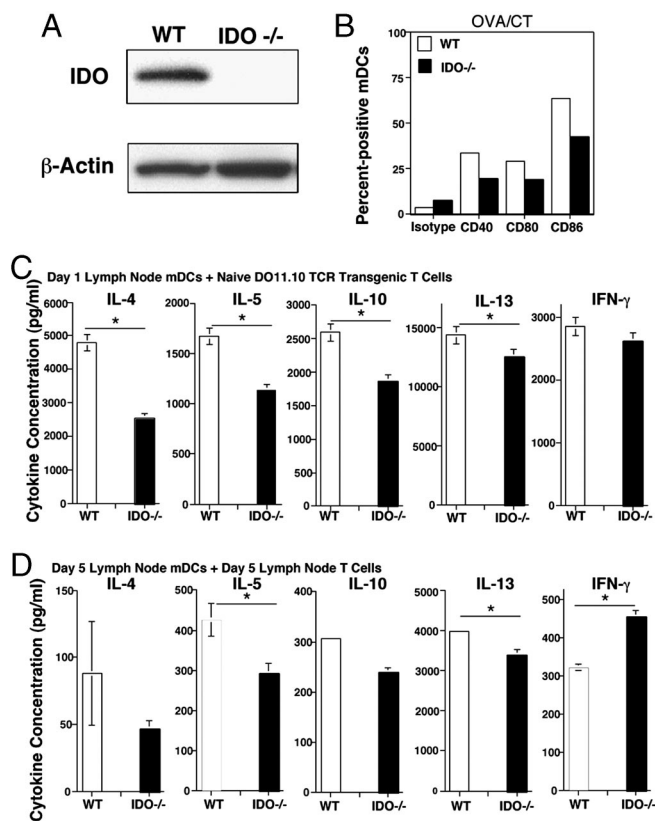 A
WT IDO -/-
IDO
β-Actin
B
OVA/CT
WT
IDO-/-
Percent-positive mDCs
100
75
50
25
0
Isotype CD40 CD80 CD86
C
Day 1 Lymph Node mDCs + Naive DO11.10 TCR Transgenic T Cells
Cytokine Concentration (pg/ml)
IL-4
6000
5000
4000
3000
2000
1000
0
*
WT IDO-/-
IL-5
2000
1500
1000
500
0
*
WT IDO-/-
IL-10
3000
2500
2000
1500
1000
500
0
*
WT IDO-/-
IL-13
15000
10000
5000
0
*
WT IDO-/-
IFN-γ
3000
2000
1000
0
WT IDO-/-
D
Day 5 Lymph Node mDCs + Day 5 Lymph Node T Cells
Cytokine Concentration (pg/ml)
IL-4
150
100
50
0
WT IDO-/-
IL-5
500
400
300
200
100
0
*
WT IDO-/-
IL-10
400
300
200
100
0
WT IDO-/-
IL-13
5000
4000
3000
2000
1000
0
*
WT IDO-/-
IFN-γ
500
400
300
200
100
0
*
WT IDO-/-